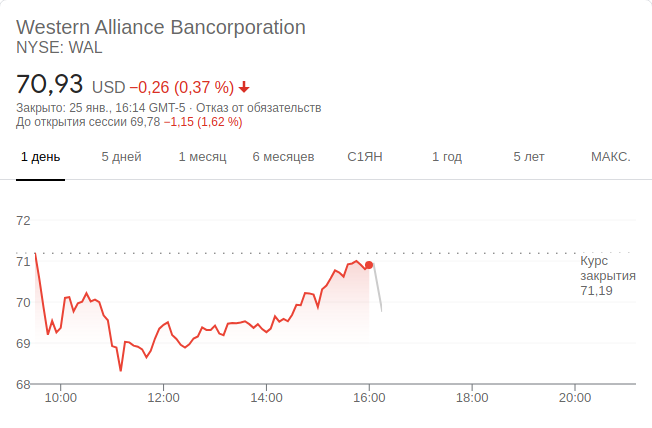 Western Alliance Bancorporation
NYSE: WAL
70,93 USD −0,26 (0,37 %)
Закрыто: 25 янв., 16:14 GMT-5 · Отказ от обязательств
До открытия сессии 69,78 −1,15 (1,62 %)
1 день 5 дней 1 месяц 6 месяцев С1ЯН 1 год 5 лет МАКС.
72
71
70
69
68
Курс
закрытия
71,19
10:00 12:00 14:00 16:00 18:00 20:00